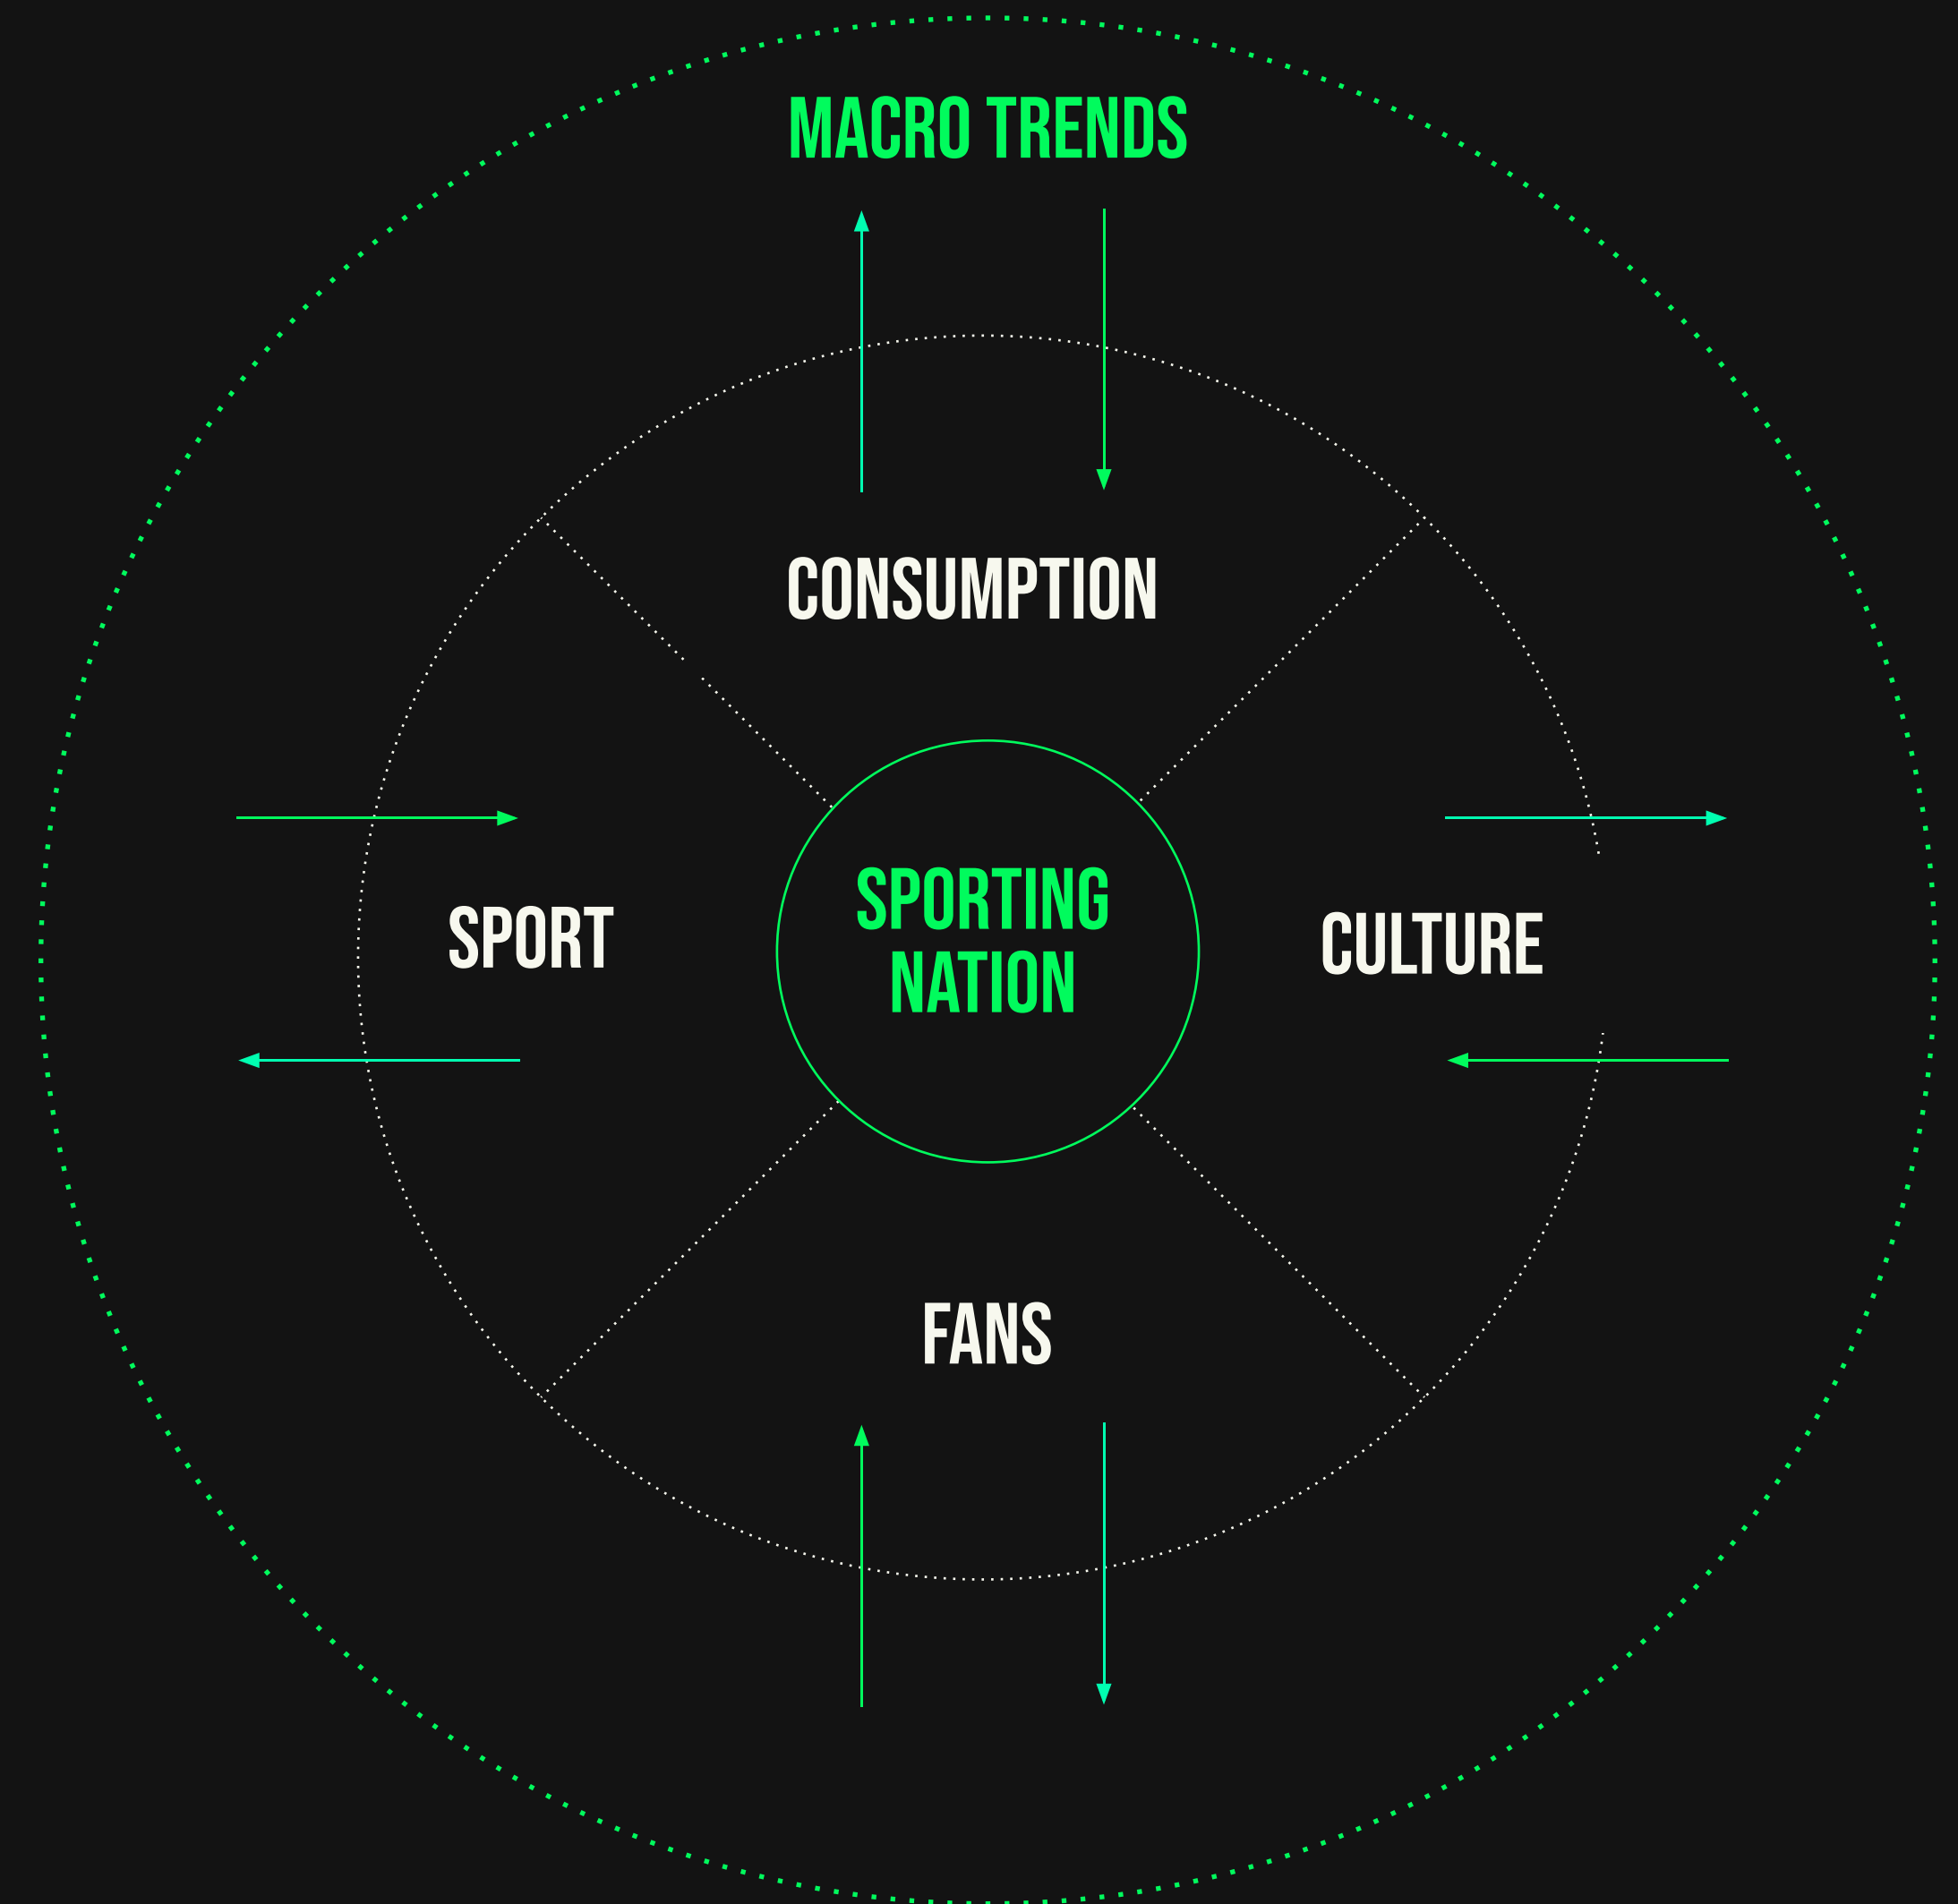 MACRO TRENDS
CONSUMPTION
SPORTING
NATION
SPORT
CULTURE
FANS